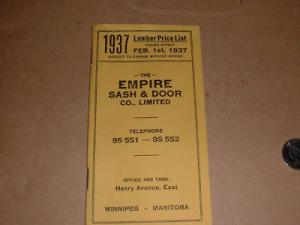 1937
Lumber Price List
TAKING EFFECT
FEB. 1st, 1937
SUBJECT TO CHANGE WITHOUT NOTICE
— THE —
EMPIRE
SASH & DOOR
CO., LIMITED
TELEPHONE
95 551 — 95 552
OFFICE AND YARD:
Henry Avenue, East
WINNIPEG - MANITOBA